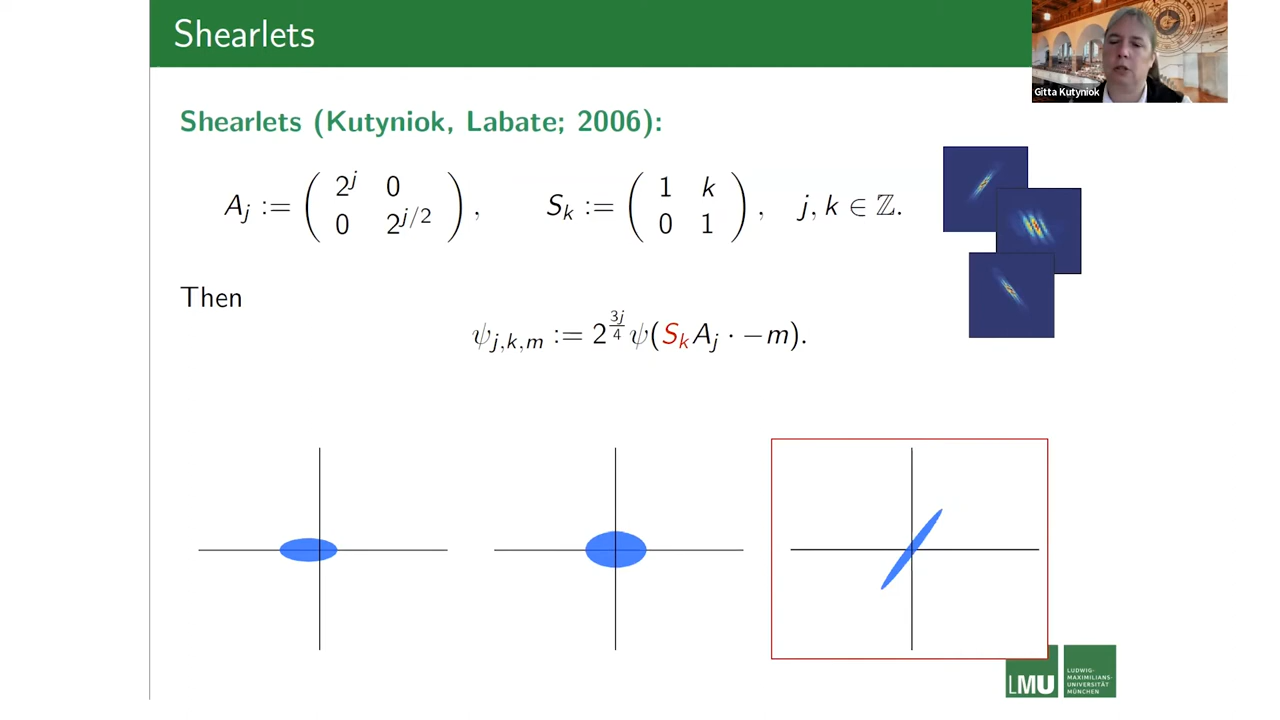 Shearlets
Gitta Kutyniok
Shearlets (Kutyniok, Labate; 2006):
A_j := ( 2^j 0 ; 0 2^{j/2} ), S_k := ( 1 k ; 0 1 ), j, k ∈ ℤ.
Then
ψ_{j,k,m} := 2^{3j/4} ψ(S_k A_j · −m).
LMU
LUDWIG-
MAXIMILIANS-
UNIVERSITÄT
MÜNCHEN